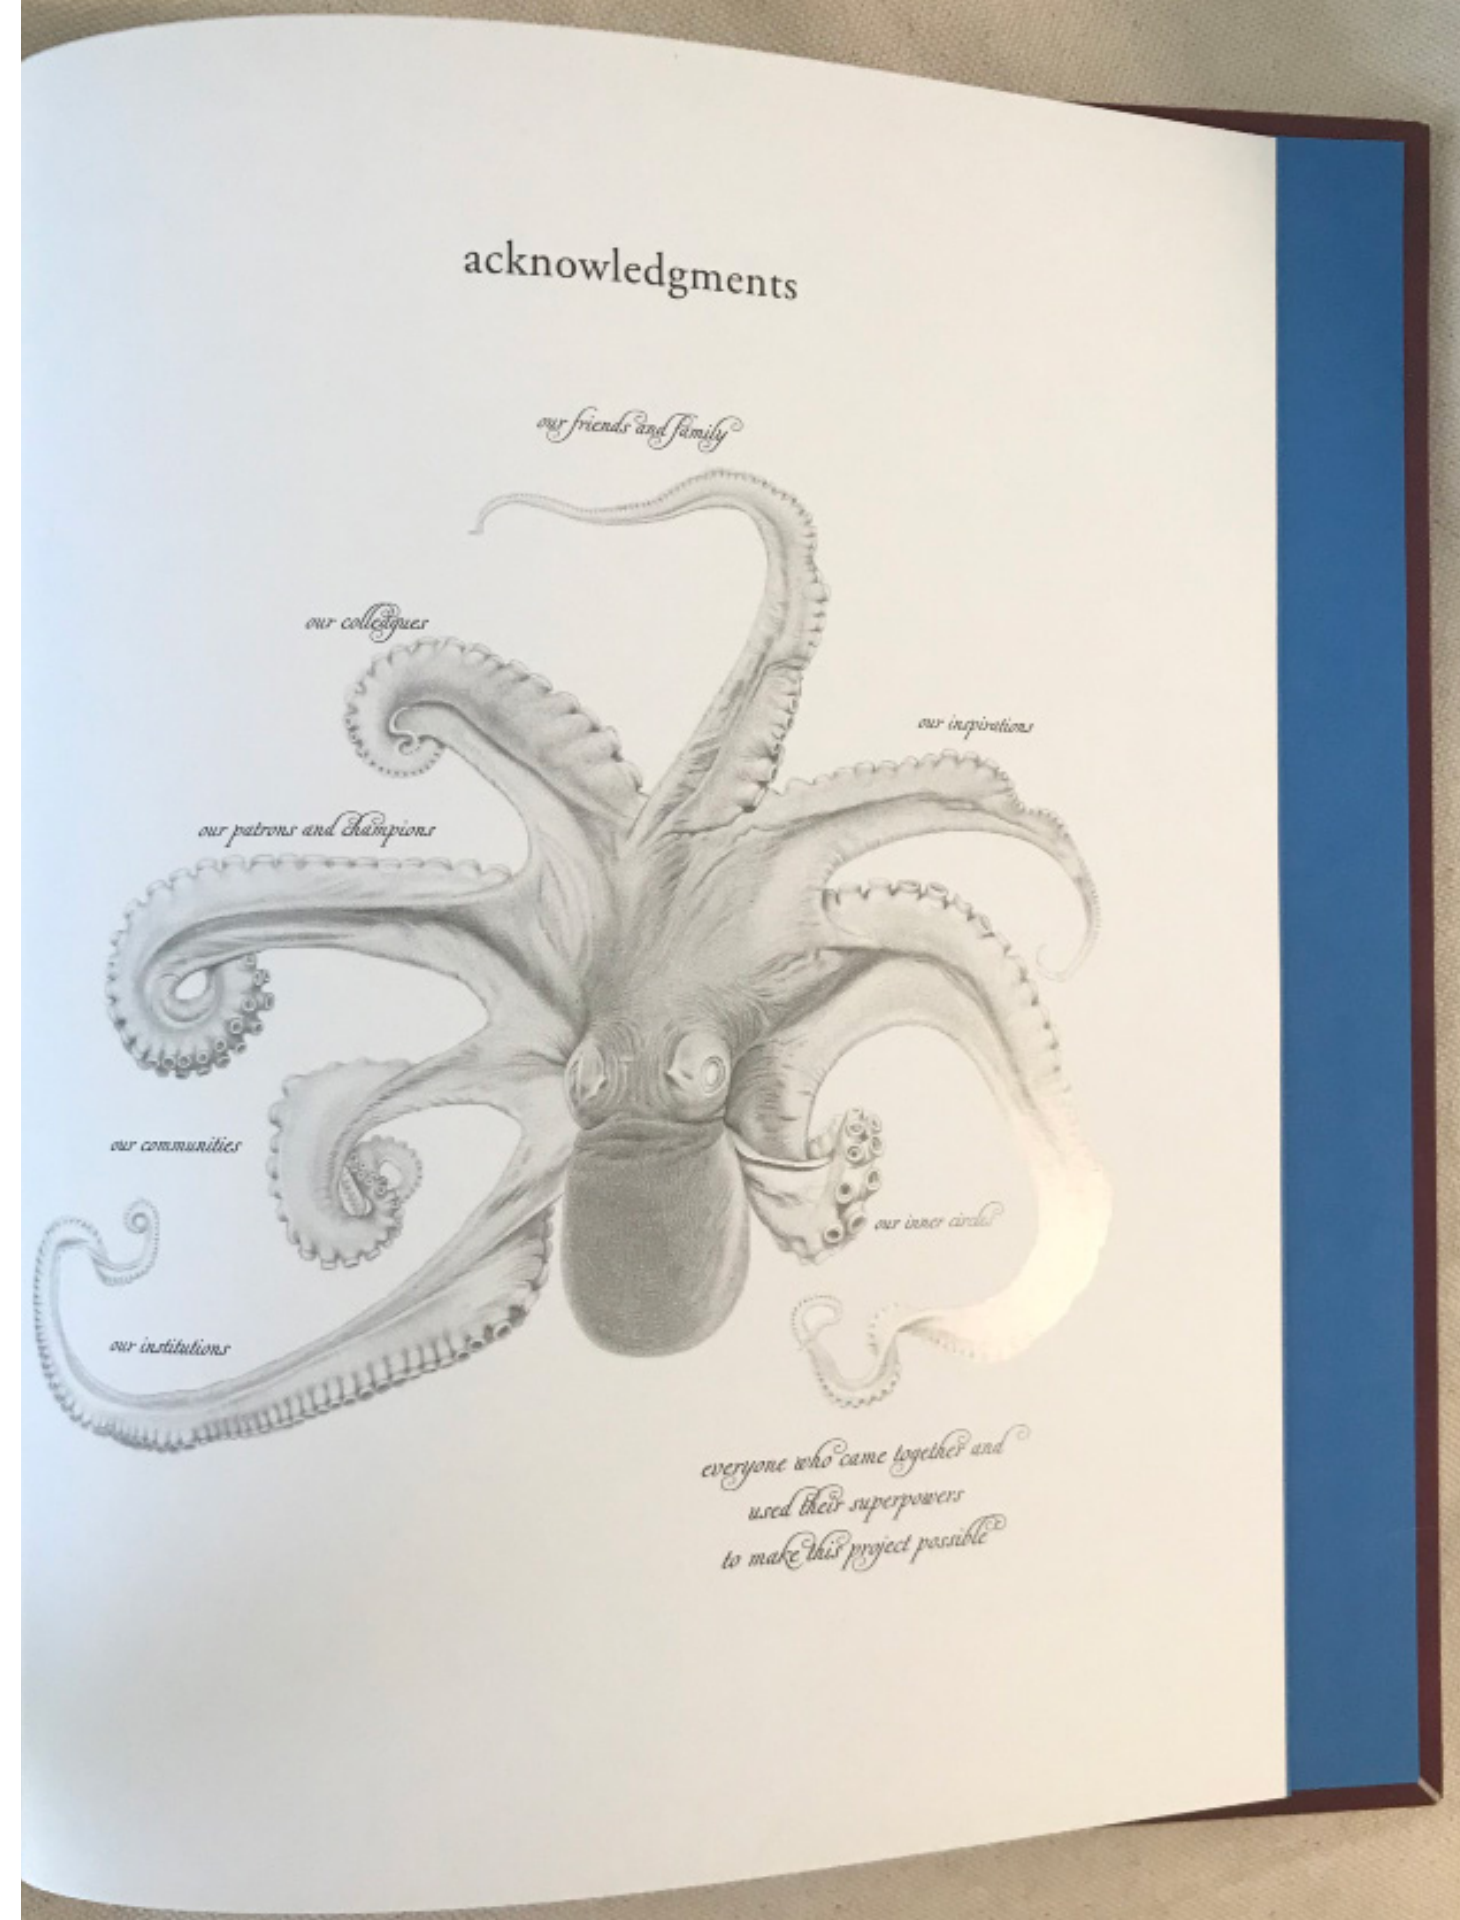 acknowledgments
our friends and family
our colleagues
our inspirations
our patrons and champions
our communities
our inner circles
our institutions
everyone who came together and
used their superpowers
to make this project possible